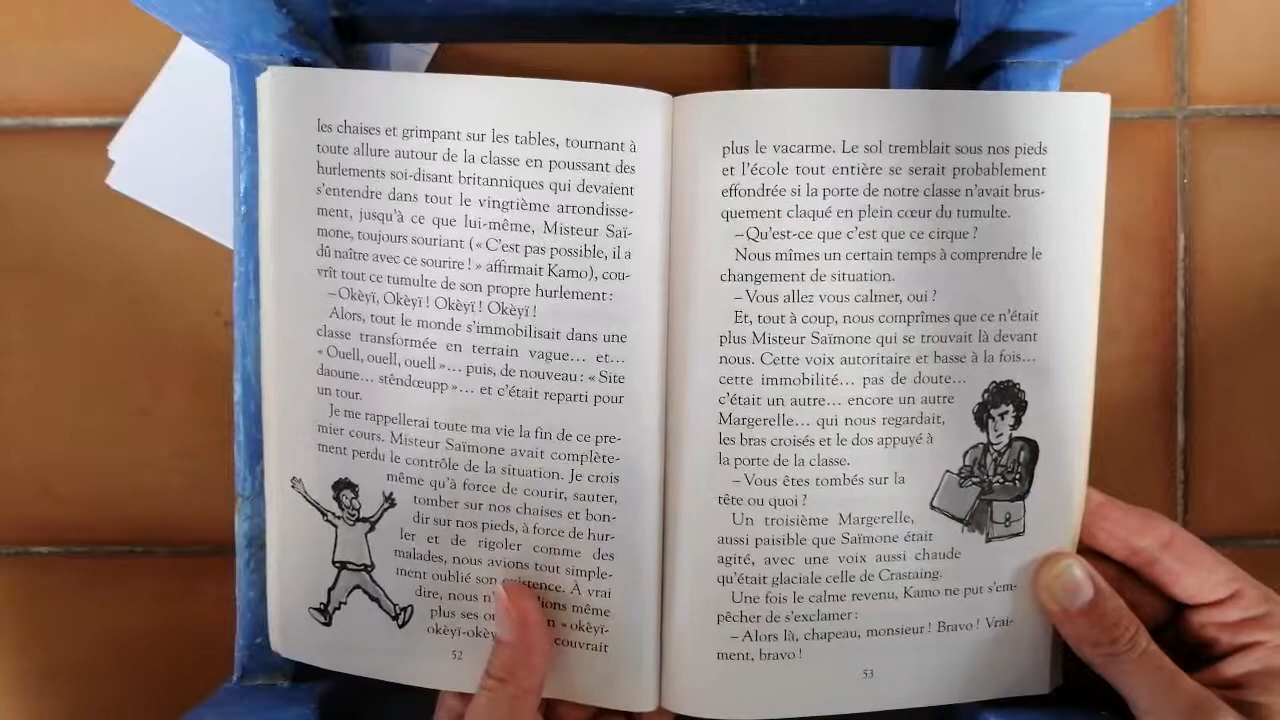 les chaises et grimpant sur les tables, tournant à
toute allure autour de la classe en poussant des
hurlements soi-disant britanniques qui devaient
s'entendre dans tout le vingtième arrondisse-
ment, jusqu'à ce que lui-même, Misteur Saï-
mone, toujours souriant (« C'est pas possible, il a
dû naître avec ce sourire ! » affirmait Kamo), cou-
vrît tout ce tumulte de son propre hurlement :
– Okèyï, Okèyï ! Okèyï ! Okèyï !
Alors, tout le monde s'immobilisait dans une
classe transformée en terrain vague… et…
« Ouell, ouell, ouell »… puis, de nouveau : « Site
daoune… stêndœupp »… et c'était reparti pour
un tour.
Je me rappellerai toute ma vie la fin de ce pre-
mier cours. Misteur Saïmone avait complète-
ment perdu le contrôle de la situation. Je crois
même qu'à force de courir, sauter,
tomber sur nos chaises et bon-
dir sur nos pieds, à force de hur-
ler et de rigoler comme des
malades, nous avions tout simple-
ment oublié son existence. À vrai
dire, nous n' même
plus ses « okèyï-
couvrait
52
plus le vacarme. Le sol tremblait sous nos pieds
et l'école tout entière se serait probablement
effondrée si la porte de notre classe n'avait brus-
quement claqué en plein cœur du tumulte.
– Qu'est-ce que c'est que ce cirque ?
Nous mîmes un certain temps à comprendre le
changement de situation.
– Vous allez vous calmer, oui ?
Et, tout à coup, nous comprîmes que ce n'était
plus Misteur Saïmone qui se trouvait là devant
nous. Cette voix autoritaire et basse à la fois…
cette immobilité… pas de doute…
c'était un autre… encore un autre
Margerelle… qui nous regardait,
les bras croisés et le dos appuyé à
la porte de la classe.
– Vous êtes tombés sur la
tête ou quoi ?
Un troisième Margerelle,
aussi paisible que Saïmone était
agité, avec une voix aussi chaude
qu'était glaciale celle de Crastaing.
Une fois le calme revenu, Kamo ne put s'em-
pêcher de s'exclamer :
– Alors là, chapeau, monsieur ! Bravo ! Vrai-
ment, bravo !
53